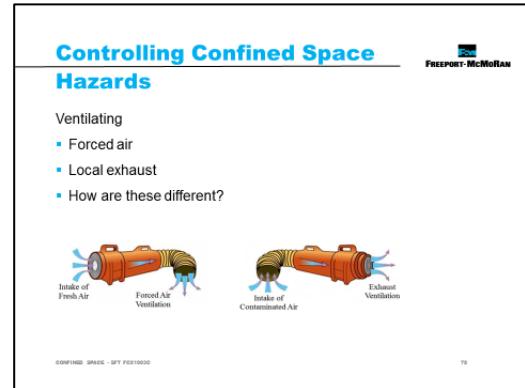 Controlling Confined Space
Hazards
FREEPORT-McMoRAN
Ventilating
Forced air
Local exhaust
How are these different?
Intake of
Fresh Air
Forced Air
Ventilation
Intake of
Contaminated Air
Exhaust
Ventilation
CONFINED SPACE - SFT FCX1003C